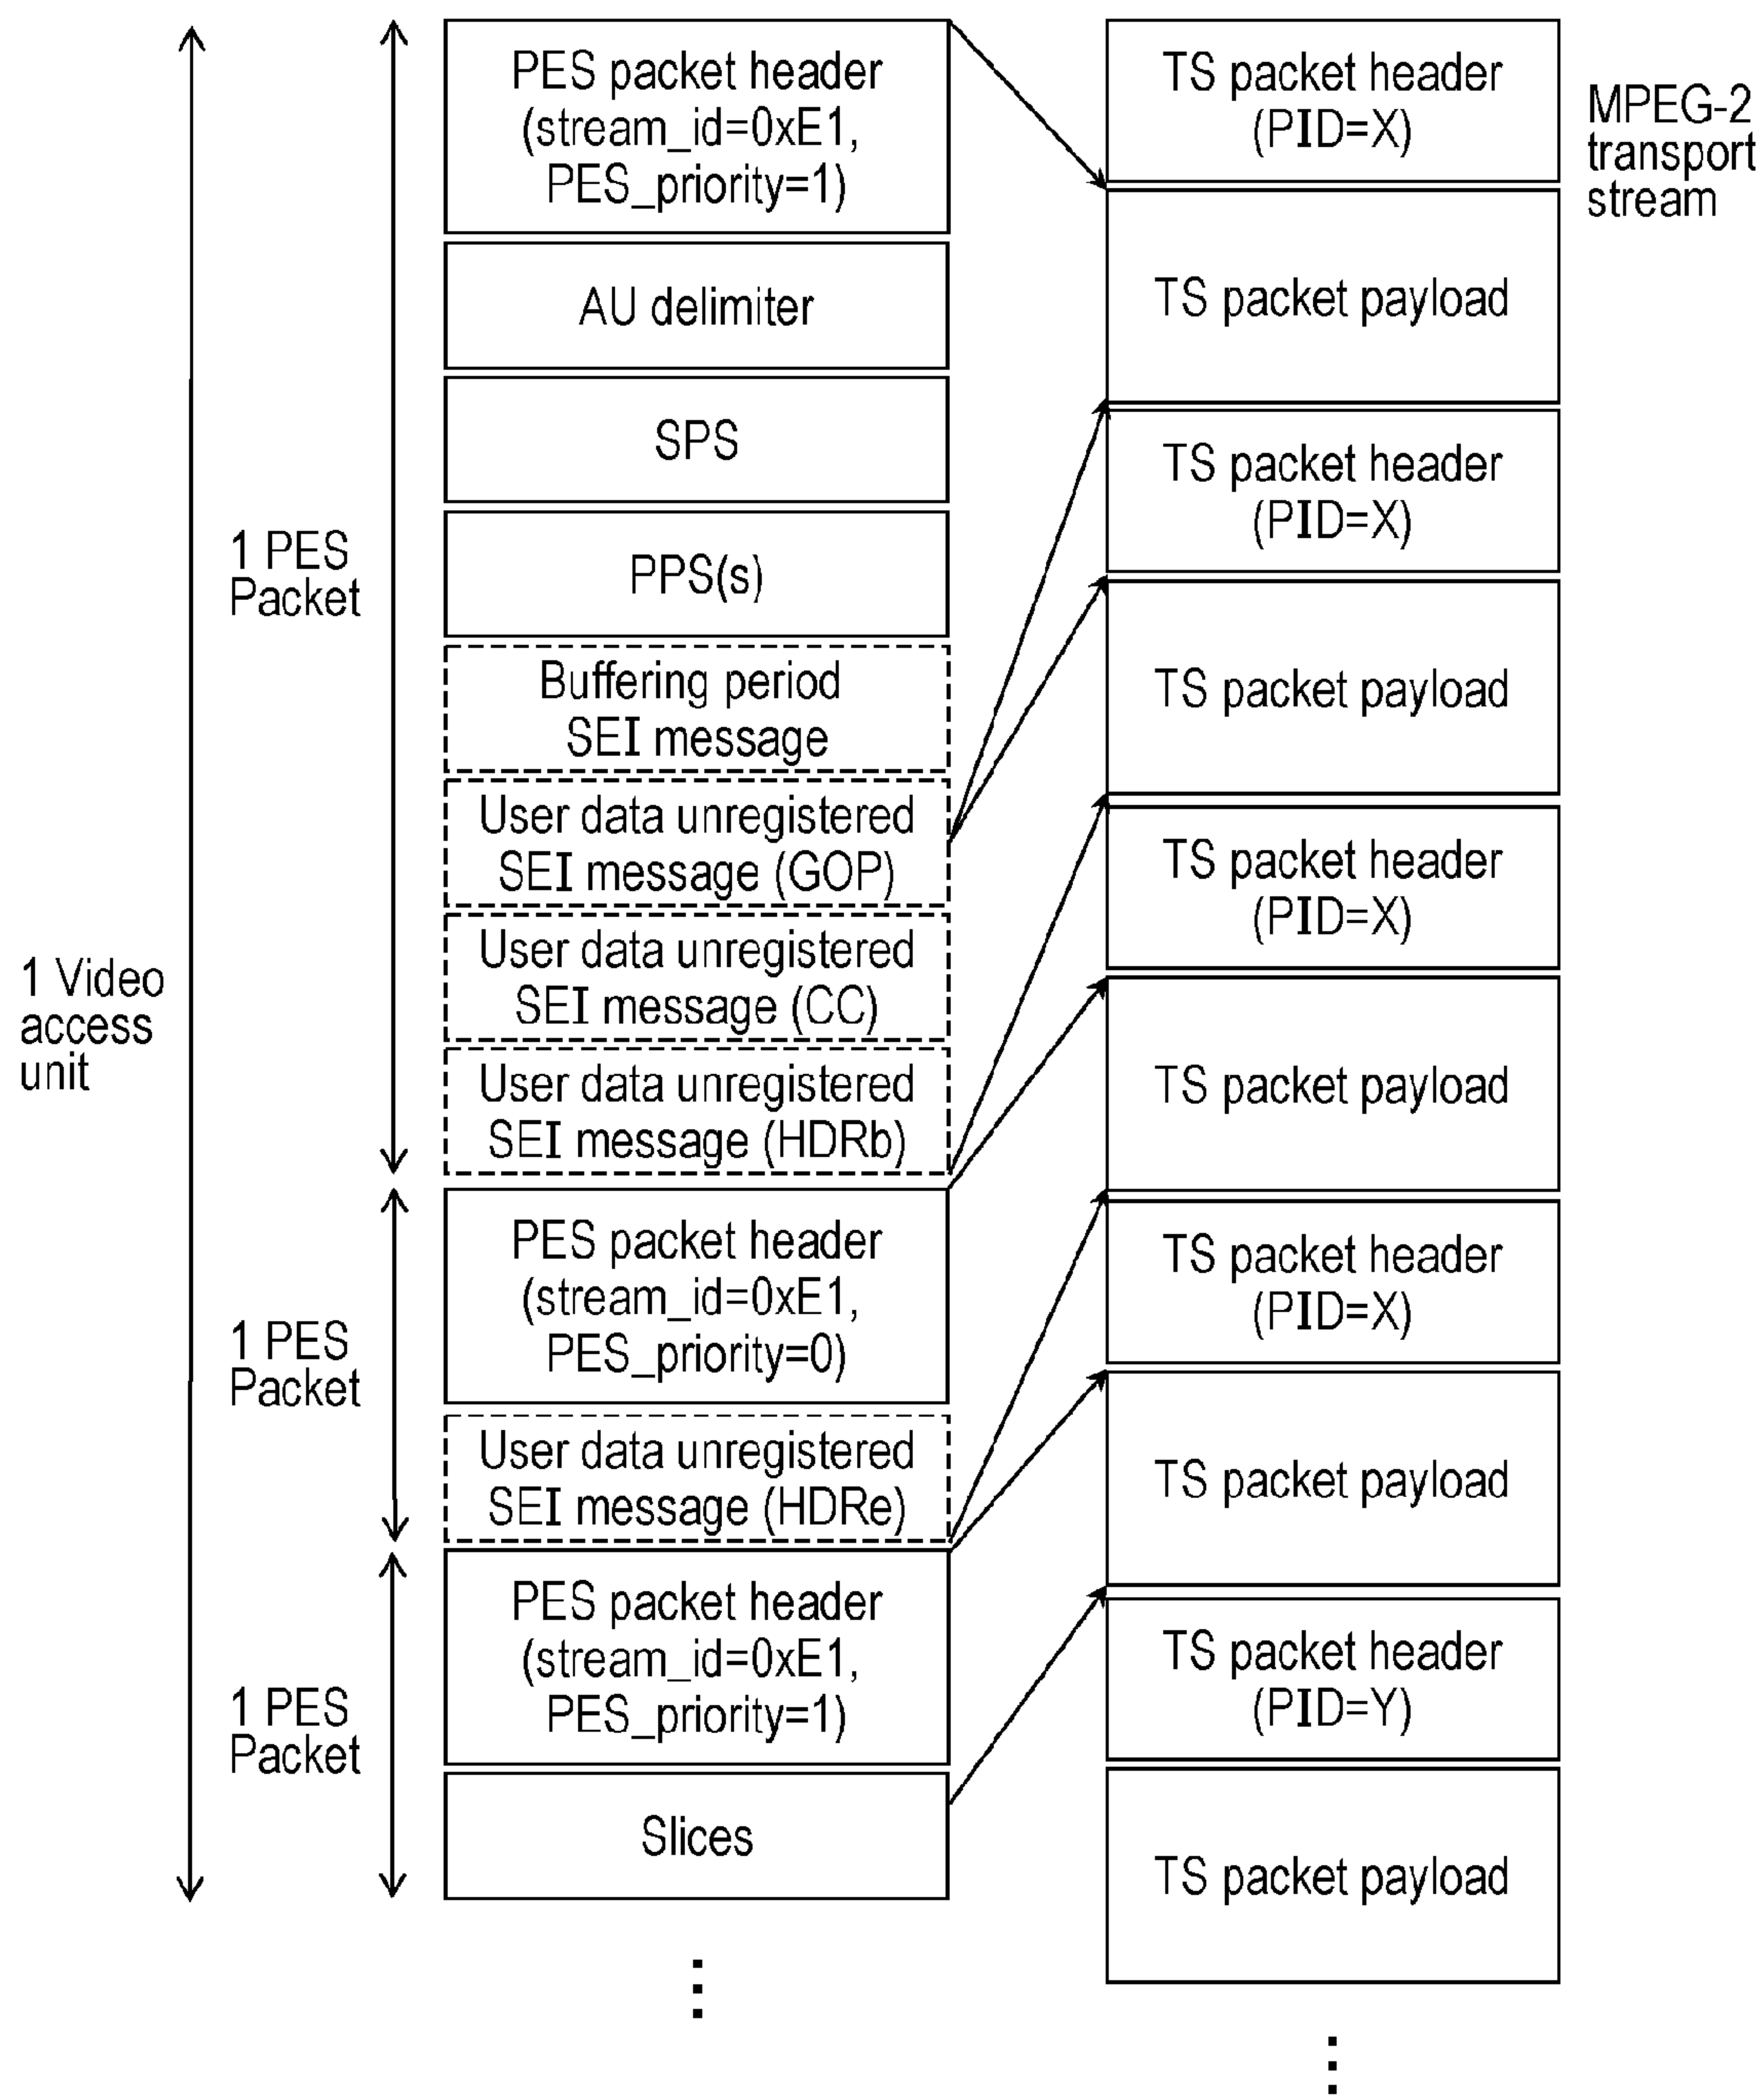 1 Video
access
unit
1 PES
Packet
1 PES
Packet
1 PES
Packet
PES packet header
(stream_id=0xE1,
PES_priority=1)
AU delimiter
SPS
PPS(s)
Buffering period
SEI message
User data unregistered
SEI message (GOP)
User data unregistered
SEI message (CC)
User data unregistered
SEI message (HDRb)
PES packet header
(stream_id=0xE1,
PES_priority=0)
User data unregistered
SEI message (HDRe)
PES packet header
(stream_id=0xE1,
PES_priority=1)
Slices
TS packet header
(PID=X)
TS packet payload
TS packet header
(PID=X)
TS packet payload
TS packet header
(PID=X)
TS packet payload
TS packet header
(PID=X)
TS packet payload
TS packet header
(PID=Y)
TS packet payload
MPEG-2
transport
stream